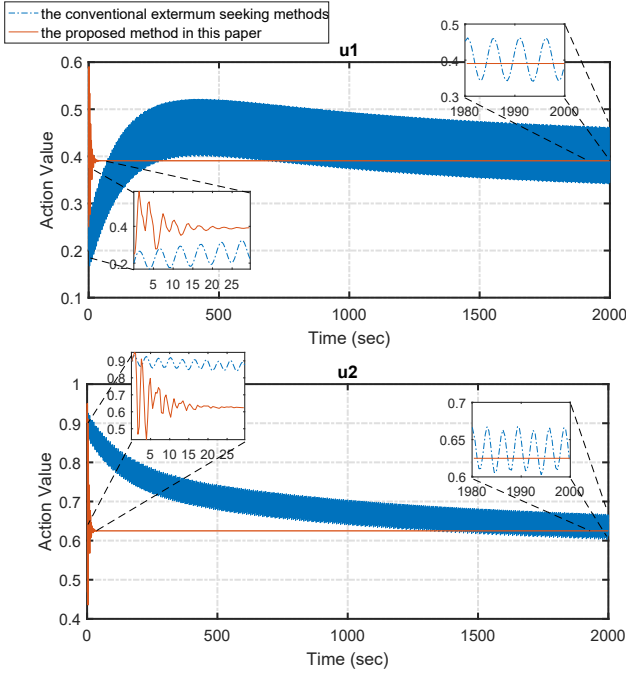 the conventional extermum seeking methods
the proposed method in this paper
u1
0.6
0.5
0.4
0.3
0.2
0.1
Action Value
0.5
0.4
0.3
1980 1990 2000
0.4
0.2
5 10 15 20 25
0 500 1000 1500 2000
Time (sec)
u2
1
0.9
0.8
0.7
0.6
0.5
0.4
Action Value
0.9
0.8
0.7
0.6
0.5
5 10 15 20 25
0.7
0.65
0.6
1980 1990 2000
0 500 1000 1500 2000
Time (sec)